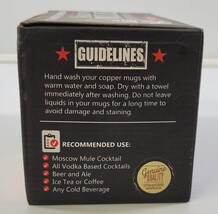 GUIDELINES
Hand wash your copper mugs with
warm water and soap. Dry with a towel
immediately after washing. Do not leave
liquids in your mugs for a long time to
avoid damage and staining.
RECOMMENDED USE:
Moscow Mule Cocktail
All Vodka Based Cocktails
Beer and Ale
Ice Tea or Coffee
Any Cold Beverage
Genuine